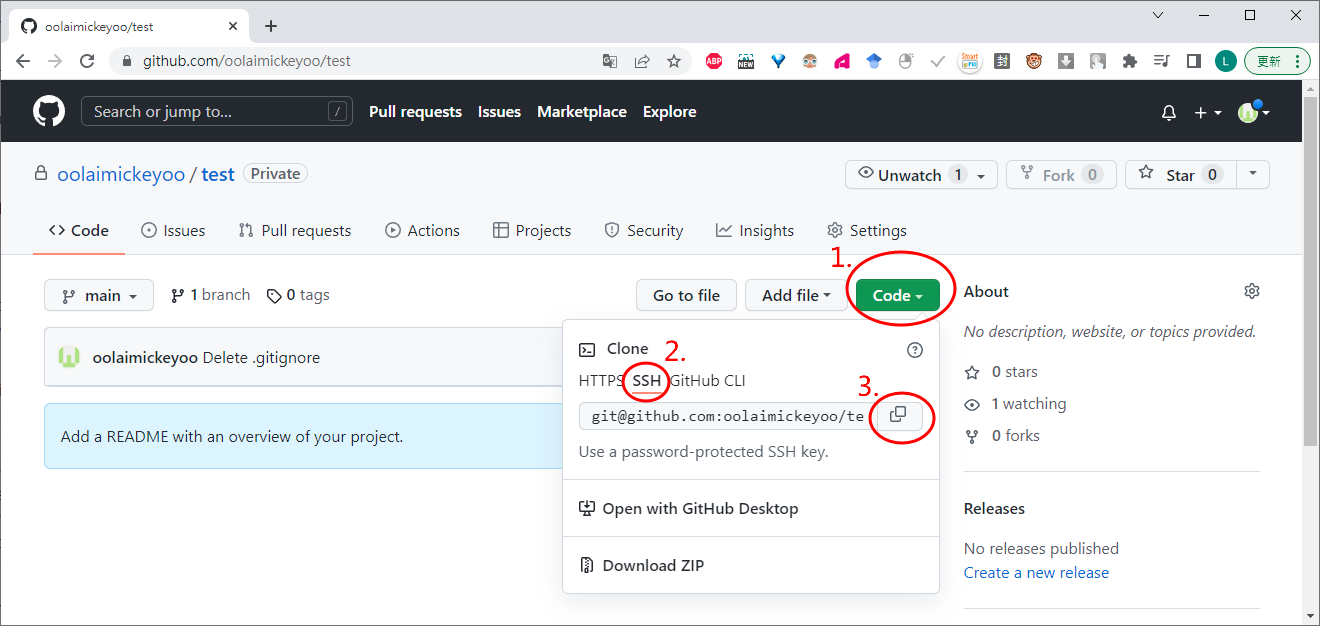 oolaimickeyoo/test
github.com/oolaimickeyoo/test
ABP
NEW
Smart
封
L
更新
Search or jump to...
/
Pull requests
Issues
Marketplace
Explore
oolaimickeyoo / test
Private
Unwatch 1
Fork 0
Star 0
Code
Issues
Pull requests
Actions
Projects
Security
Insights
Settings
1.
main
1 branch
0 tags
Go to file
Add file
Code
About
No description, website, or topics provided.
oolaimickeyoo Delete .gitignore
Clone
2.
HTTPS
SSH
GitHub CLI
3.
git@github.com:oolaimickeyoo/te
Use a password-protected SSH key.
Open with GitHub Desktop
Download ZIP
Add a README with an overview of your project.
0 stars
1 watching
0 forks
Releases
No releases published
Create a new release